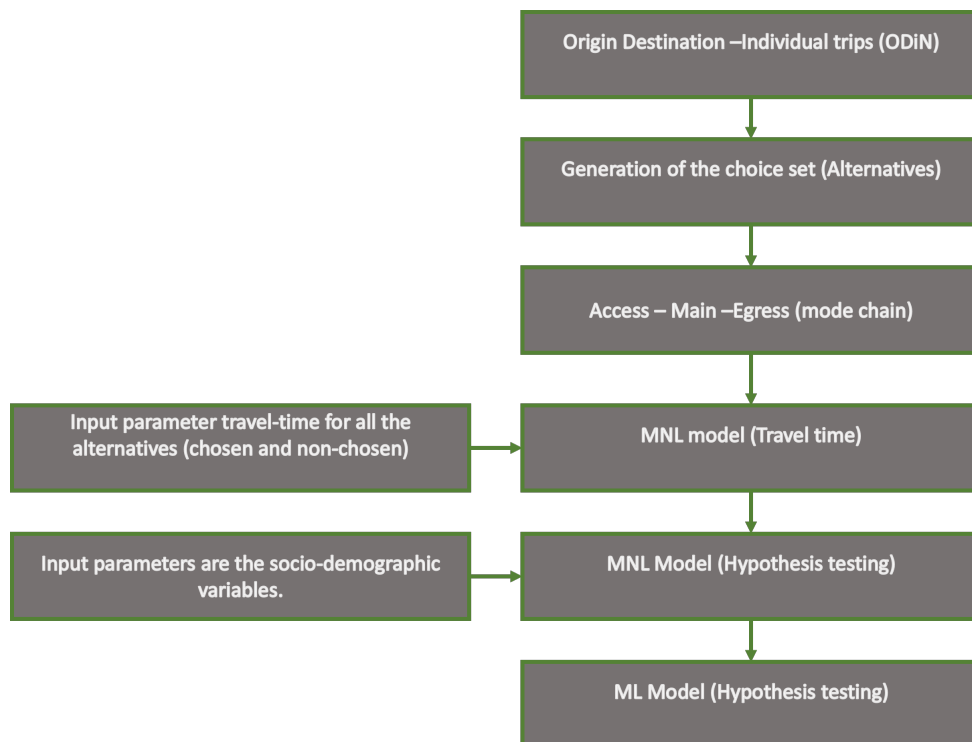 Origin Destination –Individual trips (ODiN)
Generation of the choice set (Alternatives)
Access – Main –Egress (mode chain)
Input parameter travel-time for all the
alternatives (chosen and non-chosen)
MNL model (Travel time)
Input parameters are the socio-demographic
variables.
MNL Model (Hypothesis testing)
ML Model (Hypothesis testing)